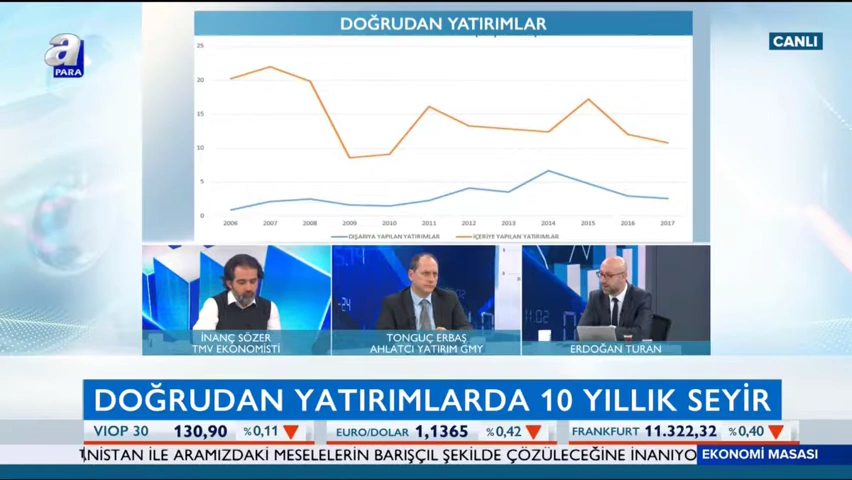 DOĞRUDAN YATIRIMLAR
a
PARA
CANLI
25
20
15
10
5
0
2006 2007 2008 2009 2010 2011 2012 2013 2014 2015 2016 2017
DIŞARIYA YAPILAN YATIRIMLAR İÇERİYE YAPILAN YATIRIMLAR
İNANÇ SÖZER
TMV EKONOMİSTİ
TONGUÇ ERBAŞ
AHLATCI YATIRIM GMY
ERDOĞAN TURAN
DOĞRUDAN YATIRIMLARDA 10 YILLIK SEYİR
VIOP 30 130,90 %0,11 EURO/DOLAR 1,1365 %0,42 FRANKFURT 11.322,32 %0,40
NİSTAN İLE ARAMIZDAKİ MESELELERİN BARIŞÇIL ŞEKİLDE ÇÖZÜLECEĞİNE İNANIYO EKONOMİ MASASI